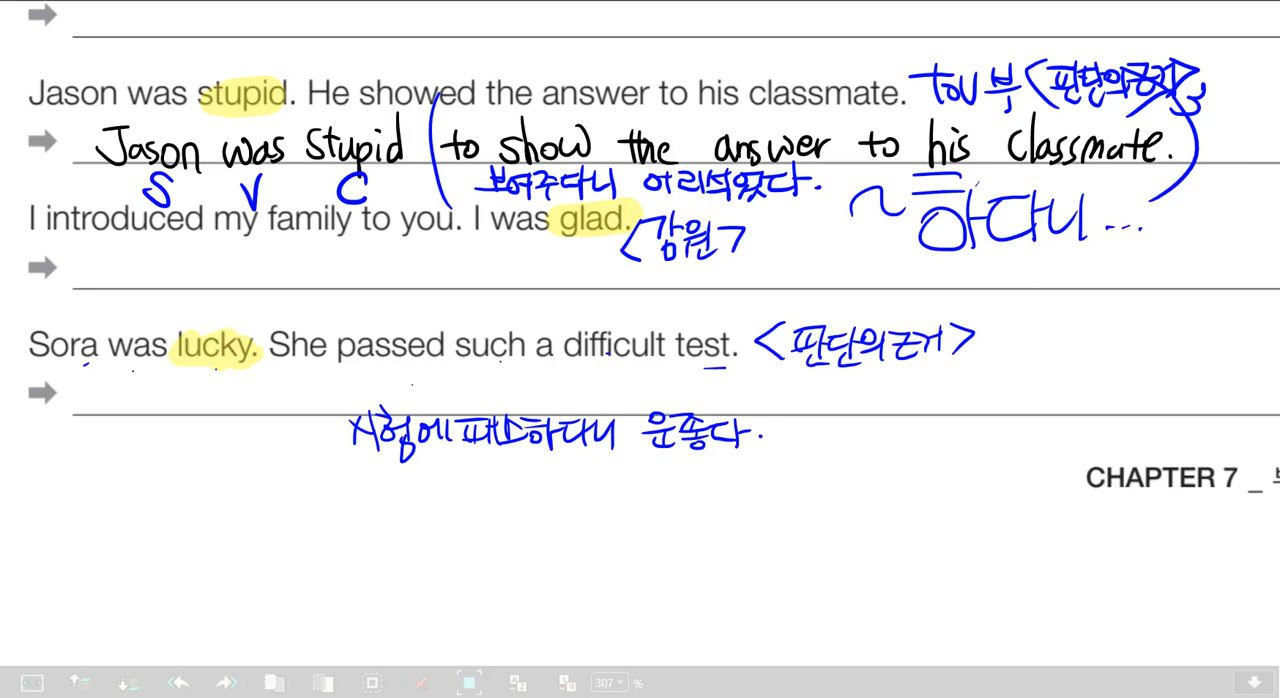 Jason was stupid. He showed the answer to his classmate. toV 부 <판단의 근거>
Jason was stupid (to show the answer to his classmate.)
S V C 보여주다니 어리석었다. ~하다니...
I introduced my family to you. I was glad. <감원>
Sora was lucky. She passed such a difficult test. <판단의 근거>
시험에 패스하다니 운좋다.
CHAPTER 7 _
307 %